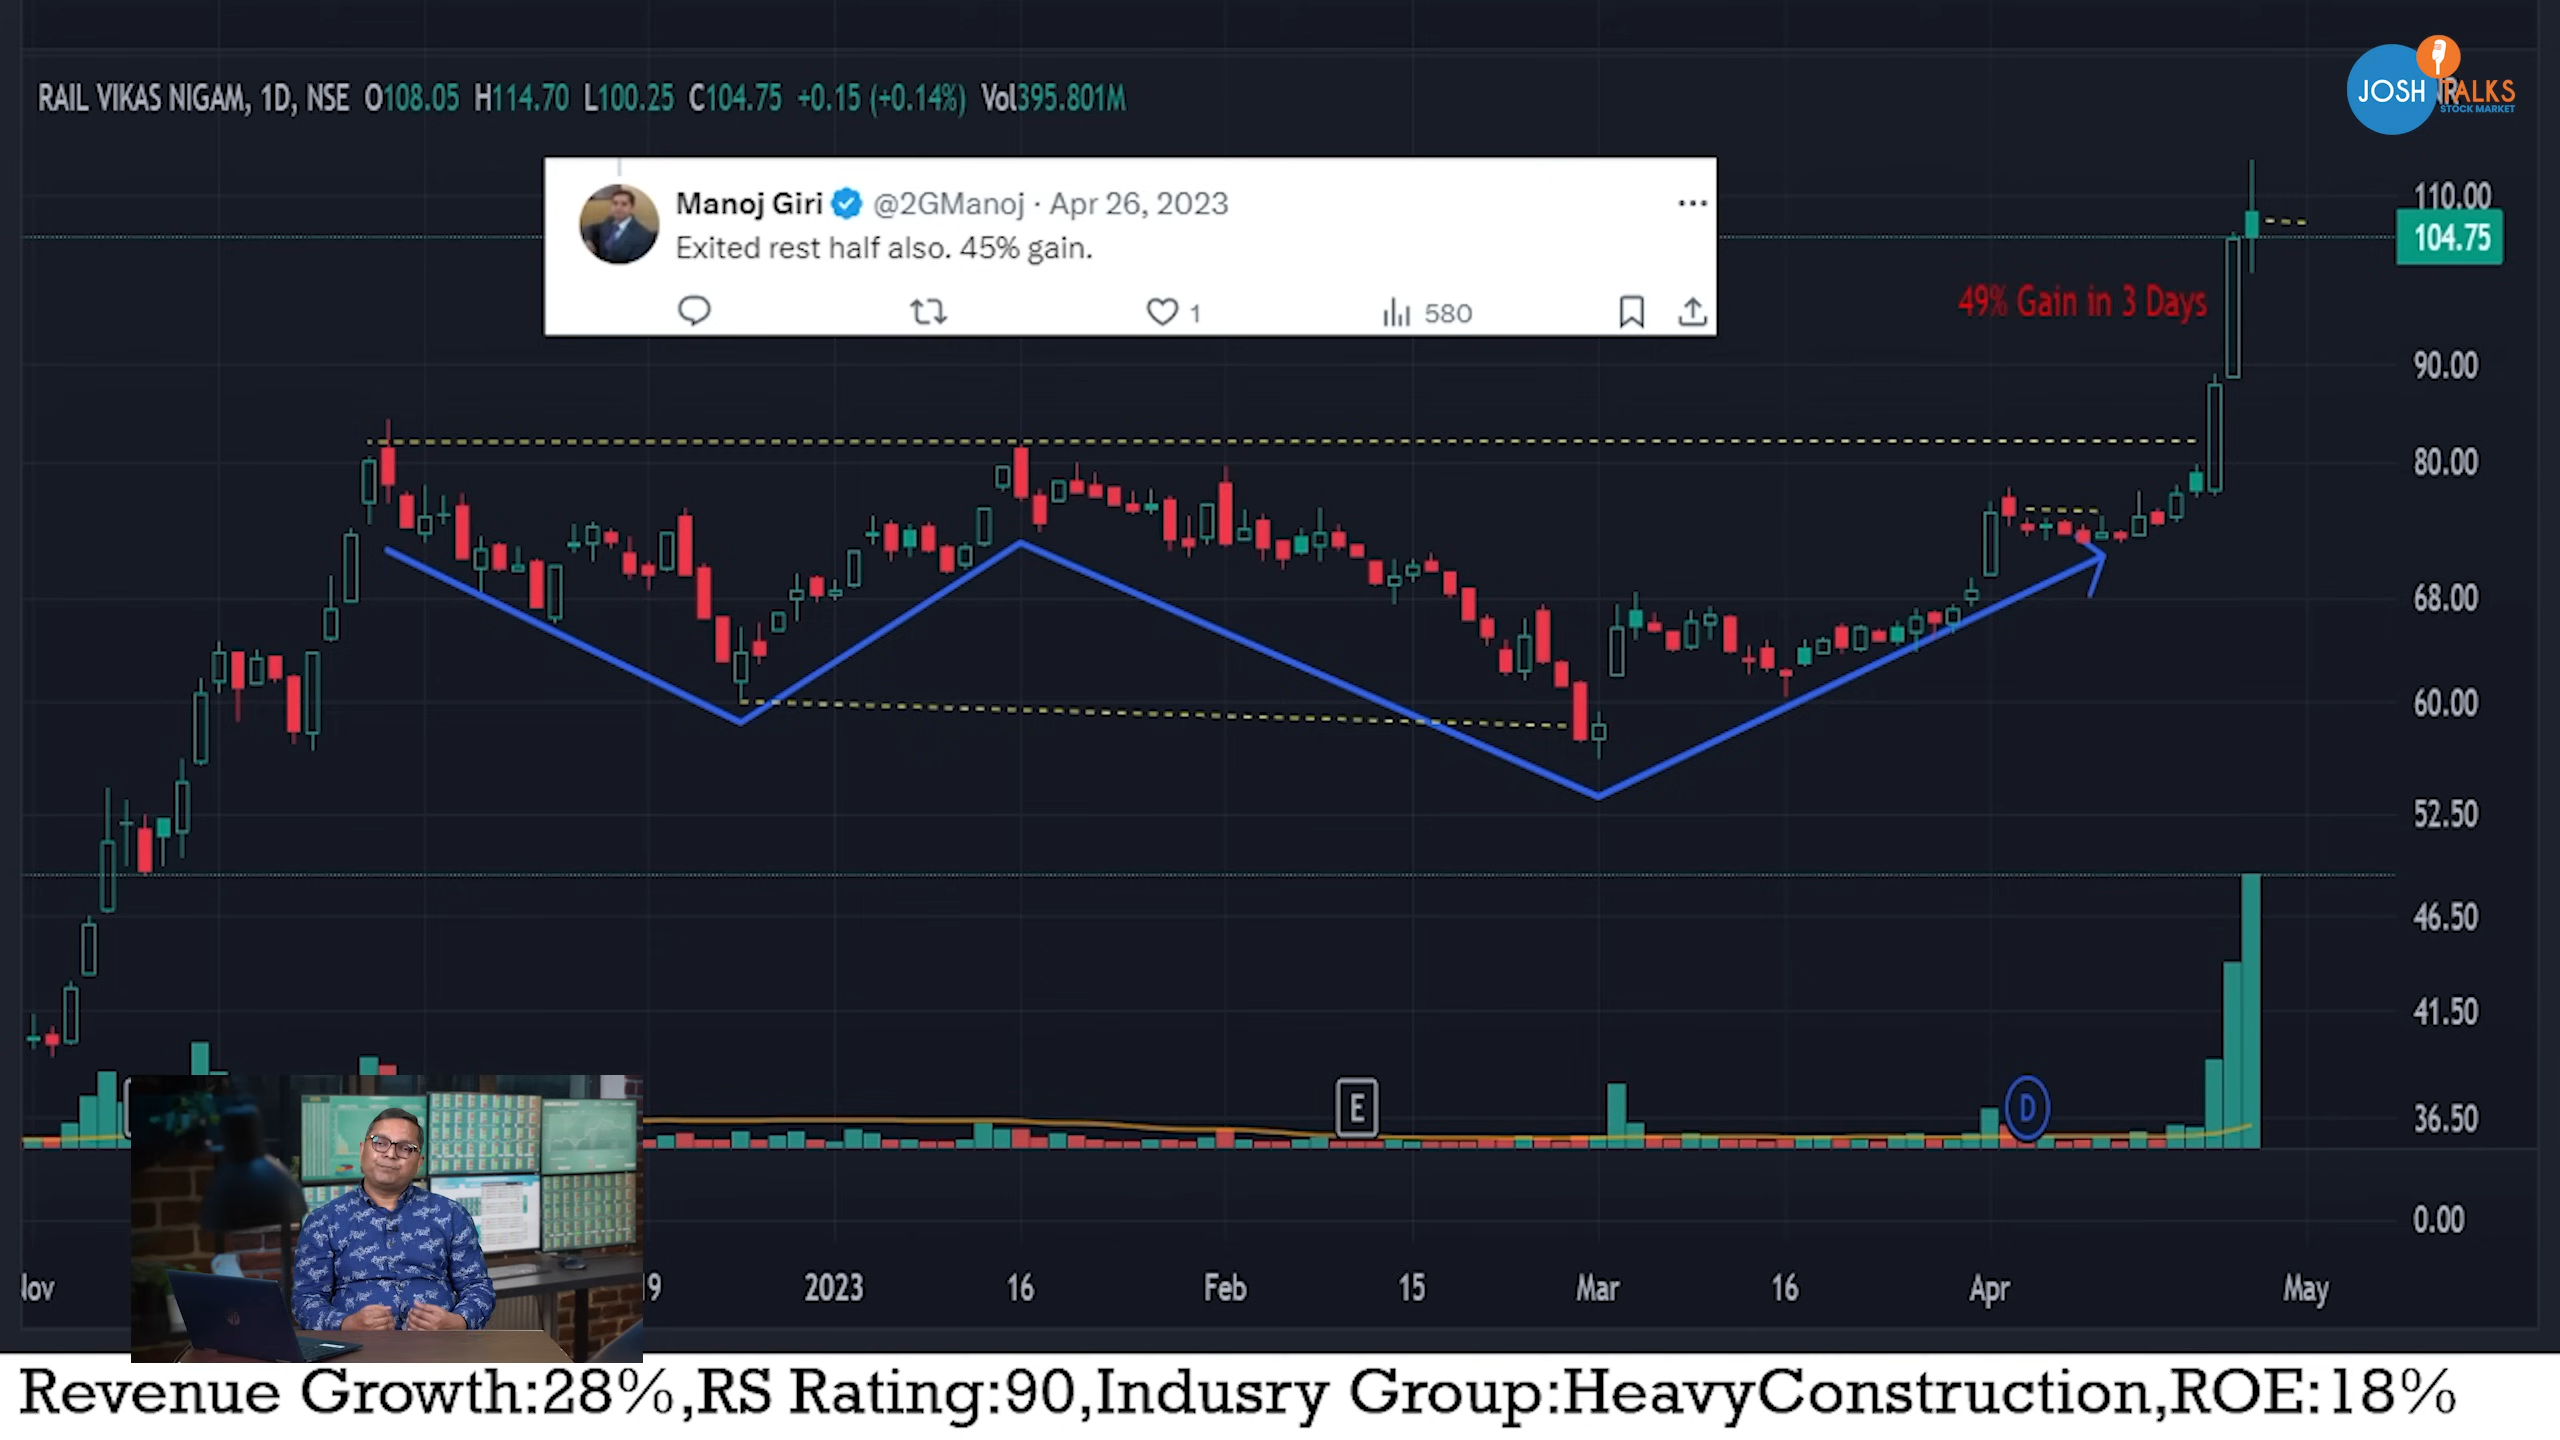 JOSH TALKS
STOCK MARKET
RAIL VIKAS NIGAM, 1D, NSE O108.05 H114.70 L100.25 C104.75 +0.15 (+0.14%) Vol395.801M
Manoj Giri @2GManoj · Apr 26, 2023
Exited rest half also. 45% gain.
1 580
110.00
104.75
49% Gain in 3 Days
90.00
80.00
68.00
60.00
52.50
46.50
41.50
36.50
0.00
E
D
2023 16 Feb 15 Mar 16 Apr May
Revenue Growth:28%,RS Rating:90,Indusry Group:HeavyConstruction,ROE:18%